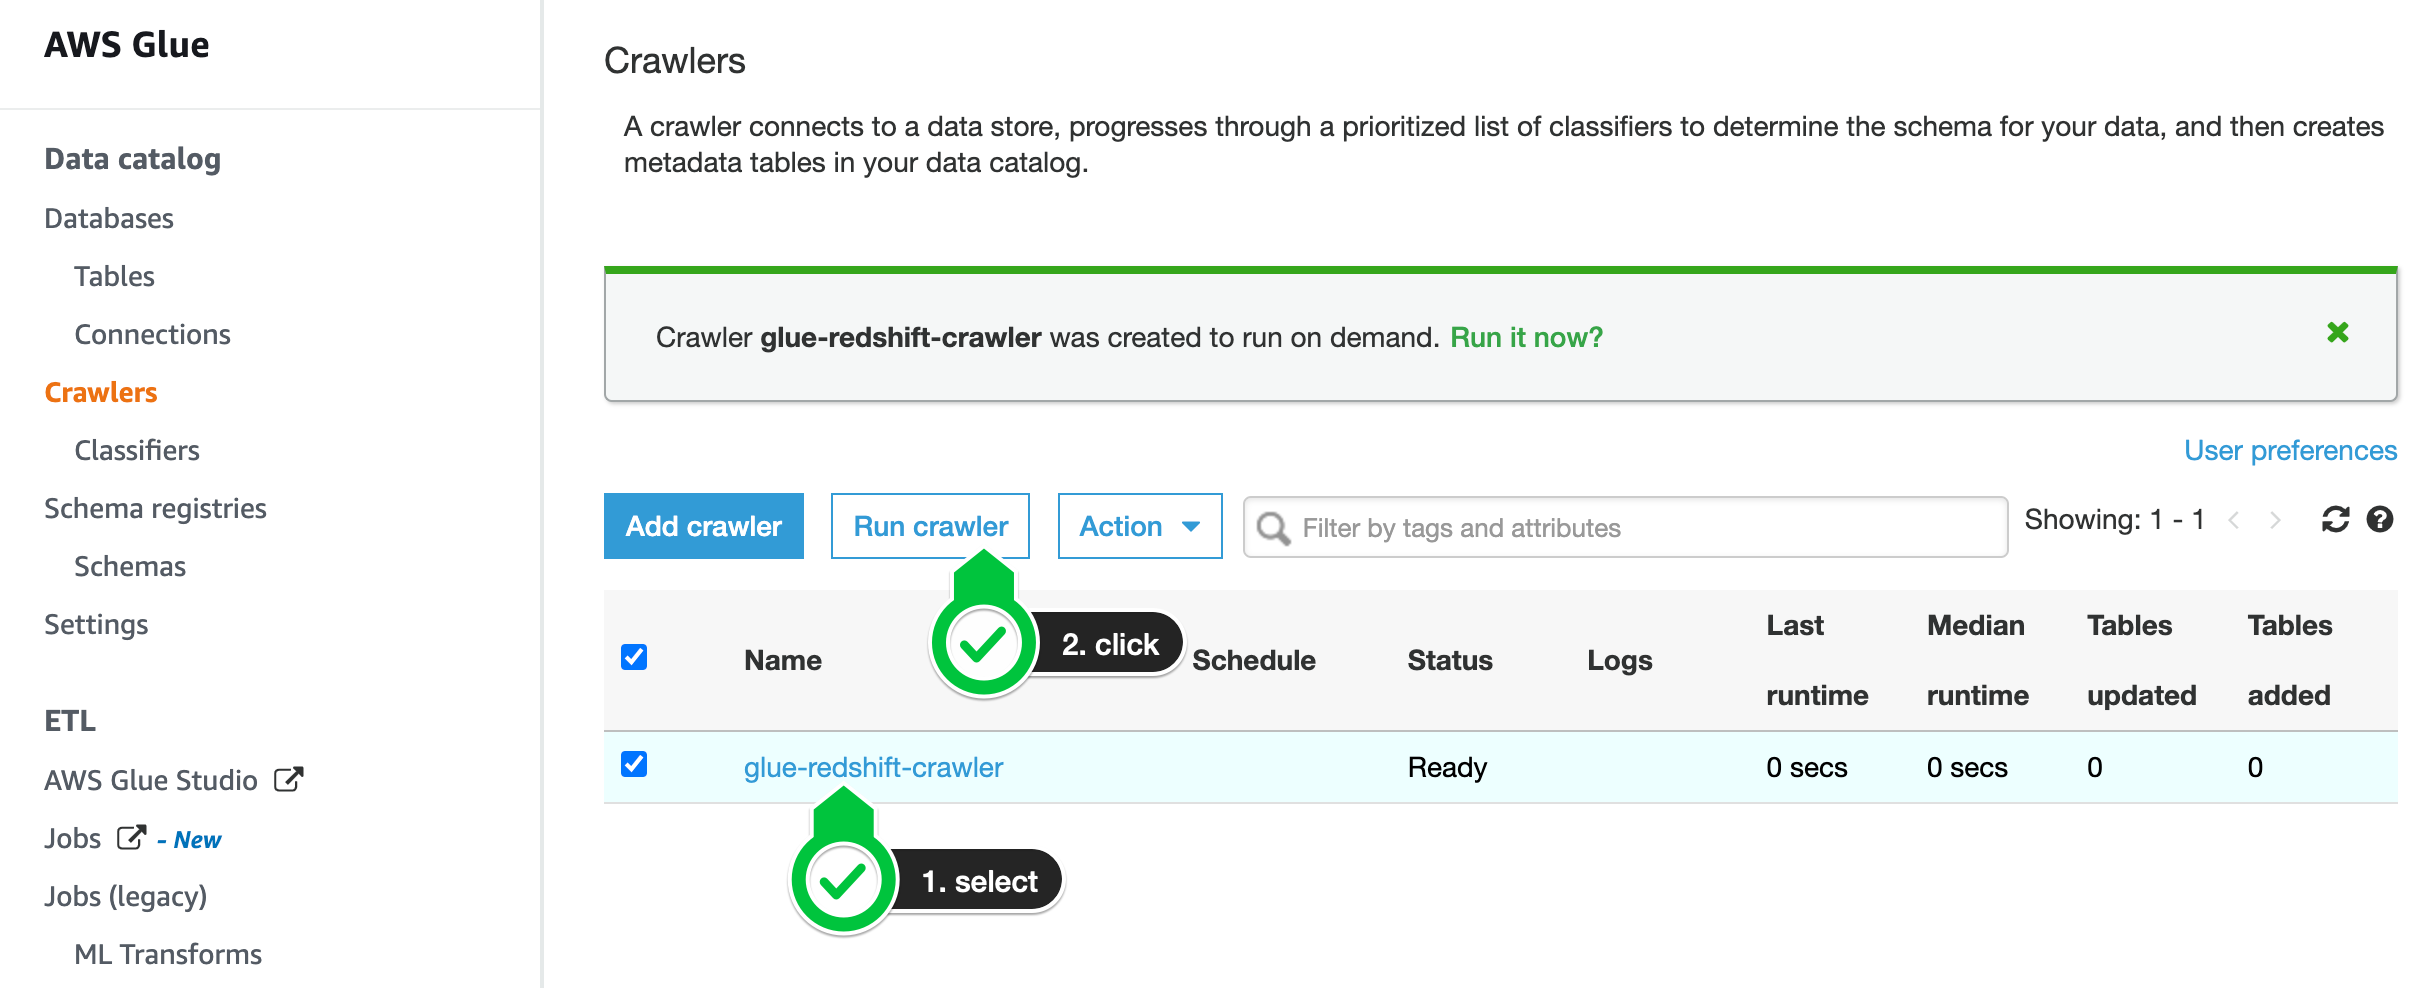 AWS Glue
Data catalog
Databases
Tables
Connections
Crawlers
Classifiers
Schema registries
Schemas
Settings
ETL
AWS Glue Studio
Jobs - New
Jobs (legacy)
ML Transforms
Crawlers
A crawler connects to a data store, progresses through a prioritized list of classifiers to determine the schema for your data, and then creates
metadata tables in your data catalog.
Crawler glue-redshift-crawler was created to run on demand. Run it now?
User preferences
Add crawler Run crawler Action Filter by tags and attributes Showing: 1 - 1
2. click
Name Schedule Status Logs Last runtime Median runtime Tables updated Tables added
glue-redshift-crawler Ready 0 secs 0 secs 0 0
1. select